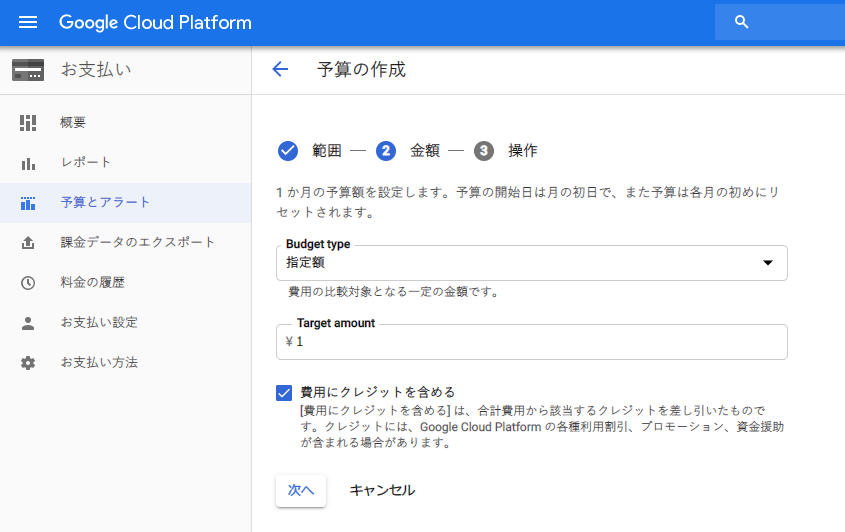 Google Cloud Platform
お支払い
予算の作成
概要
レポート
予算とアラート
課金データのエクスポート
料金の履歴
お支払い設定
お支払い方法
範囲 — 2 金額 — 3 操作
1 か月の予算額を設定します。予算の開始日は月の初日で、また予算は各月の初めにリ
セットされます。
Budget type
指定額
費用の比較対象となる一定の金額です。
Target amount
¥ 1
費用にクレジットを含める
[費用にクレジットを含める] は、合計費用から該当するクレジットを差し引いたもので
す。クレジットには、Google Cloud Platform の各種利用割引、プロモーション、資金援助
が含まれる場合があります。
次へ キャンセル